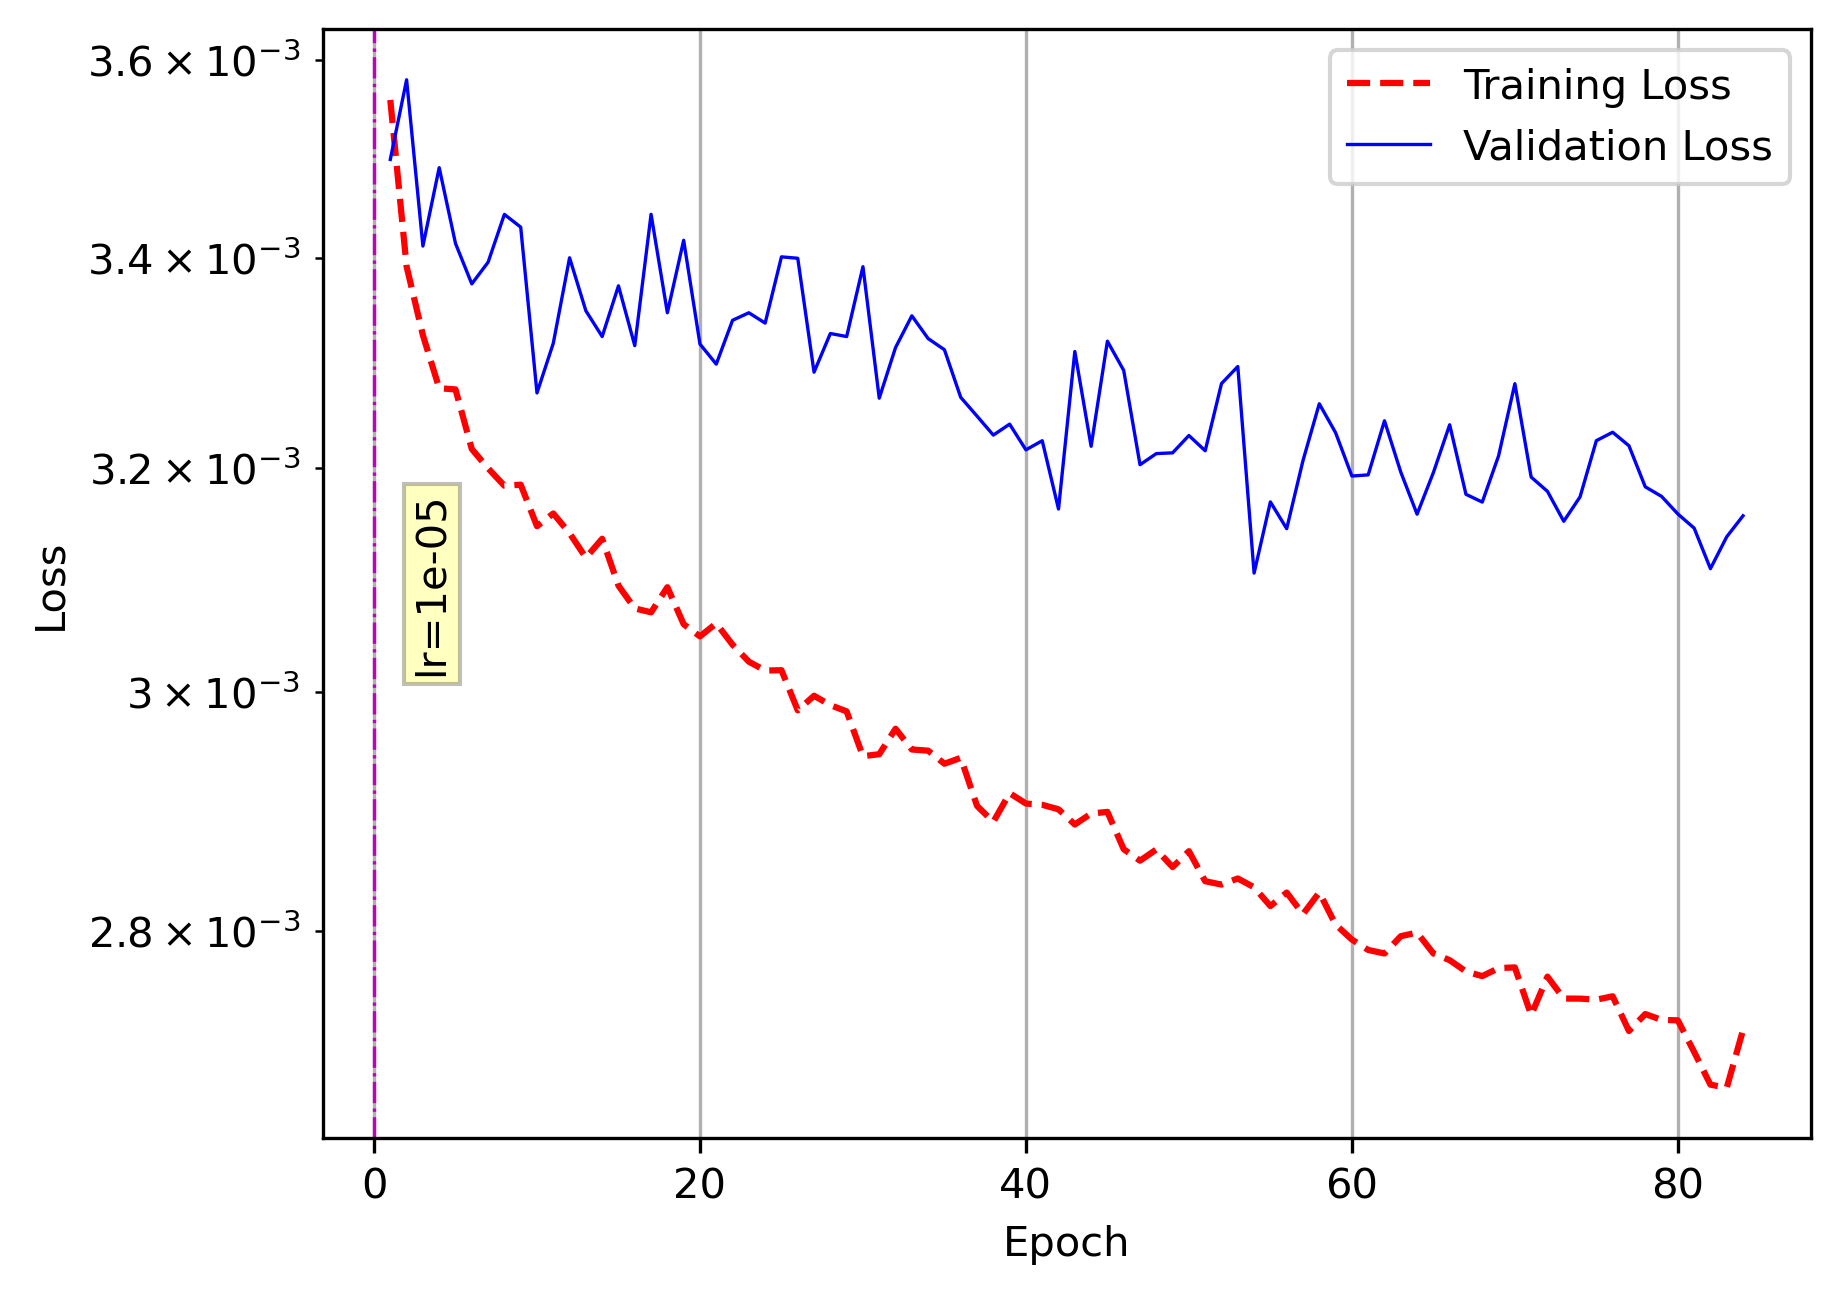 3.6 × 10⁻³
3.4 × 10⁻³
3.2 × 10⁻³
3 × 10⁻³
2.8 × 10⁻³
Loss
lr=1e-05
Training Loss
Validation Loss
0 20 40 60 80
Epoch